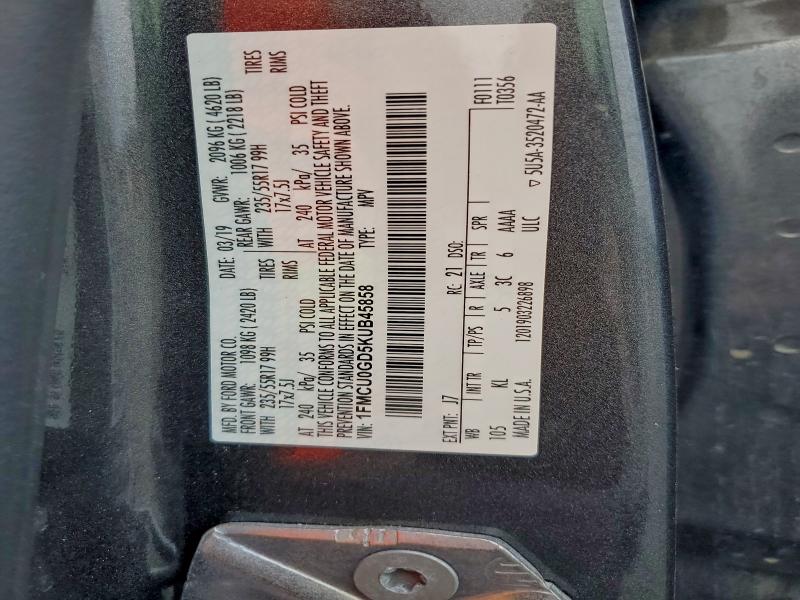 MFD. BY FORD MOTOR CO.
DATE: 03/19 GVWR: 2096 KG ( 4620 LB)
FRONT GAWR: 1098 KG ( 2420 LB) REAR GAWR: 1006 KG ( 2218 LB)
WITH 235/55R17 99H WITH 235/55R17 99H TIRES
17x7.5J RIMS 17x7.5J RIMS
AT 240 kPa/ 35 PSI COLD AT 240 kPa/ 35 PSI COLD
THIS VEHICLE CONFORMS TO ALL APPLICABLE FEDERAL MOTOR VEHICLE SAFETY AND THEFT
PREVENTION STANDARDS IN EFFECT ON THE DATE OF MANUFACTURE SHOWN ABOVE.
VIN: 1FMCU0GD5KUB45858 TYPE: MPV
F0111
EXT PNT: J7 RC: 21 DSO: T0356
WB INT TR TP/PS R AXLE TR SPR
105 KL 5 3C 6 AAAA
MADE IN U.S.A. 1201903226898 ULC
▽ 5U5A-3520472-AA